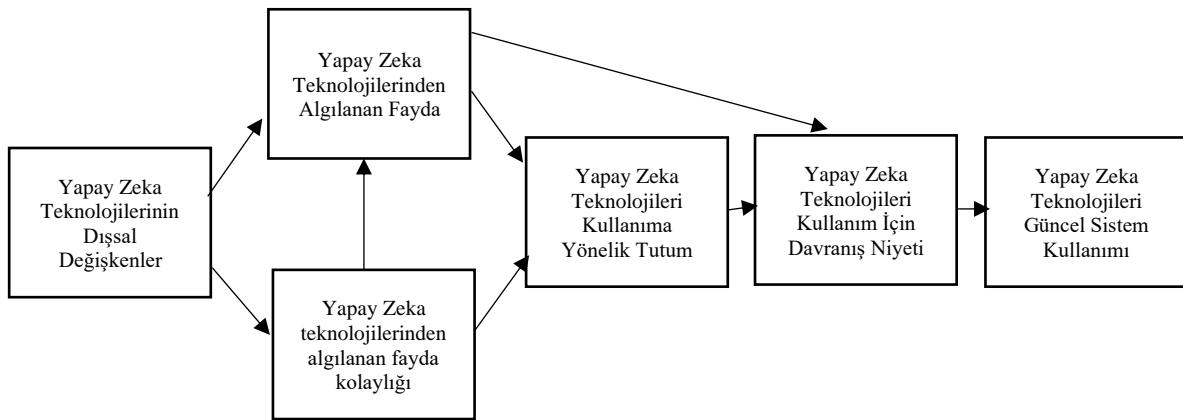 Yapay Zeka
Teknolojilerinin
Dışsal
Değişkenler
Yapay Zeka
Teknolojilerinden
Algılanan Fayda
Yapay Zeka
teknolojilerinden
algılanan fayda
kolaylığı
Yapay Zeka
Teknolojileri
Kullanıma
Yönelik Tutum
Yapay Zeka
Teknolojileri
Kullanım İçin
Davranış Niyeti
Yapay Zeka
Teknolojileri
Güncel Sistem
Kullanımı